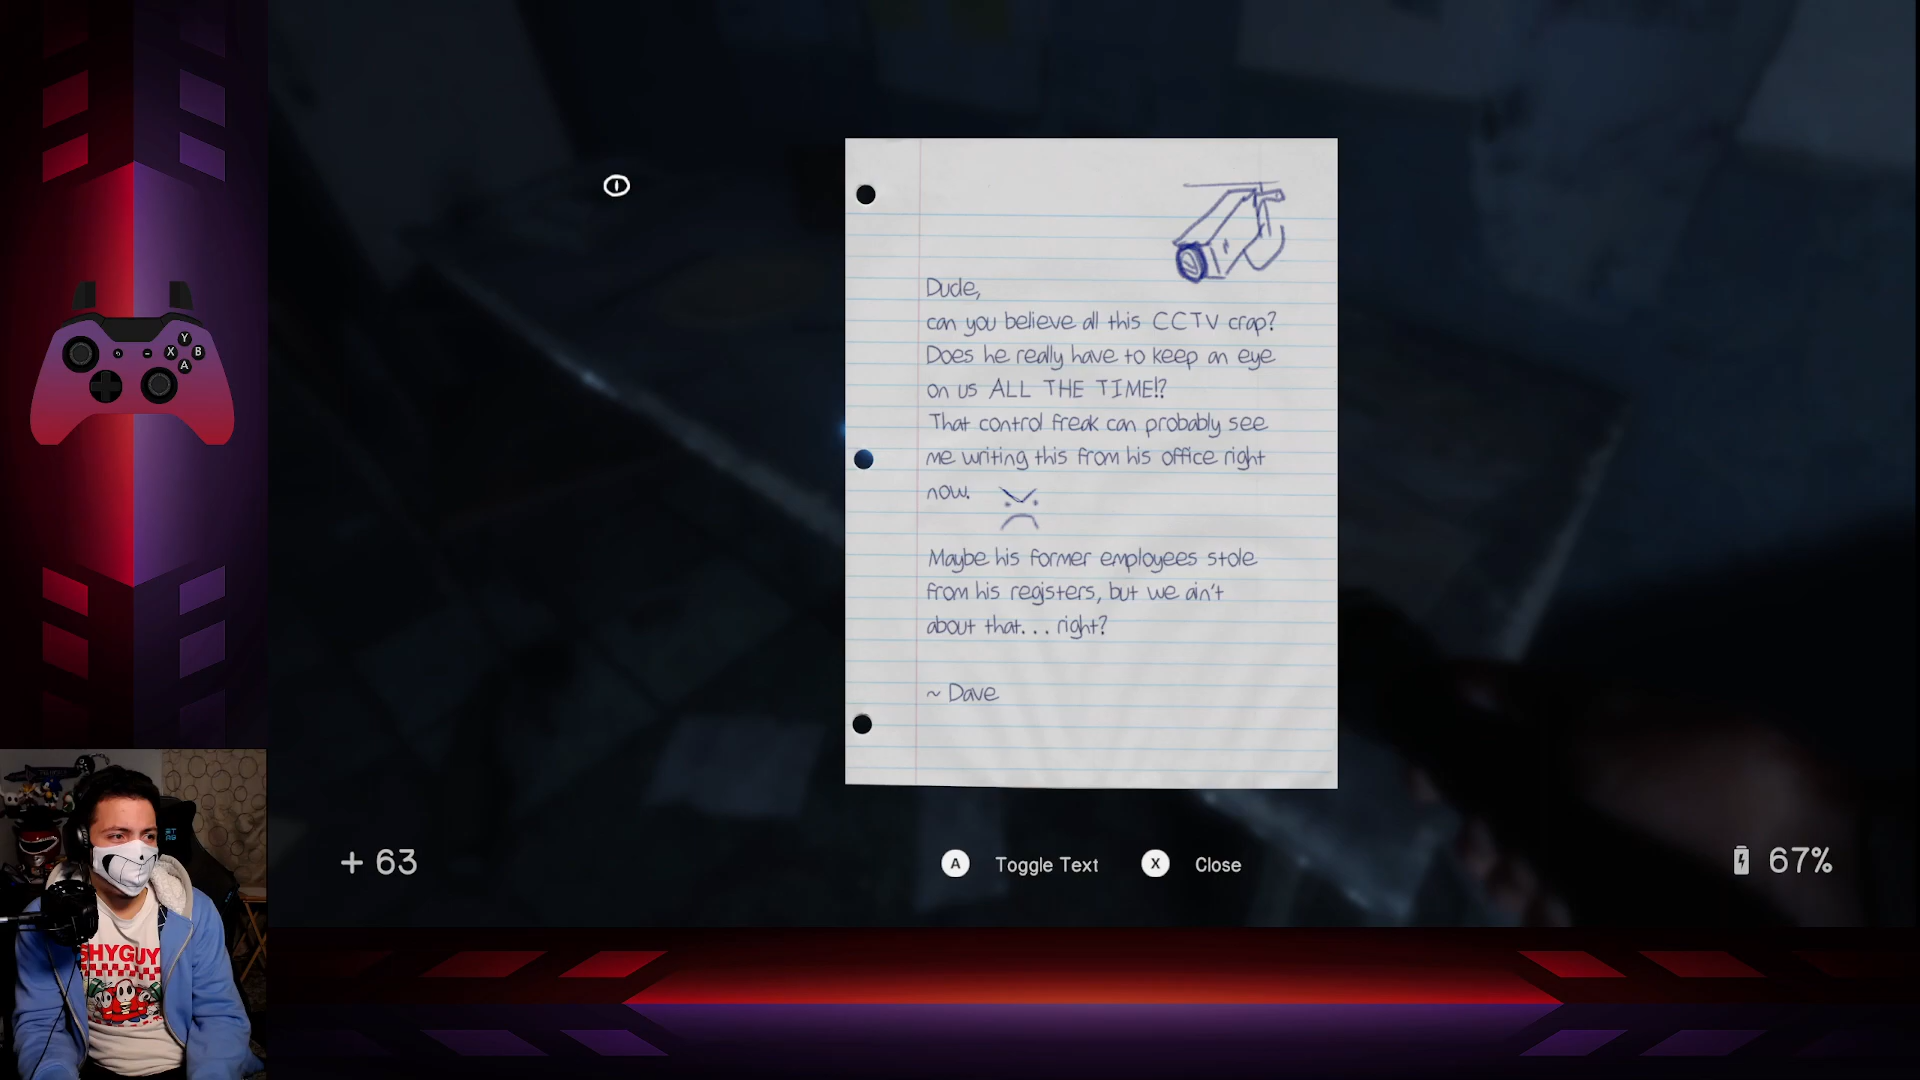 Dude,
can you believe all this CCTV crap?
Does he really have to keep an eye
on us ALL THE TIME!?
That control freak can probably see
me writing this from his office right
now.
Maybe his former employees stole
from his registers, but we ain't
about that... right?
~ Dave
+ 63
A Toggle Text X Close
67%
Y
X B
A
SHYGUY